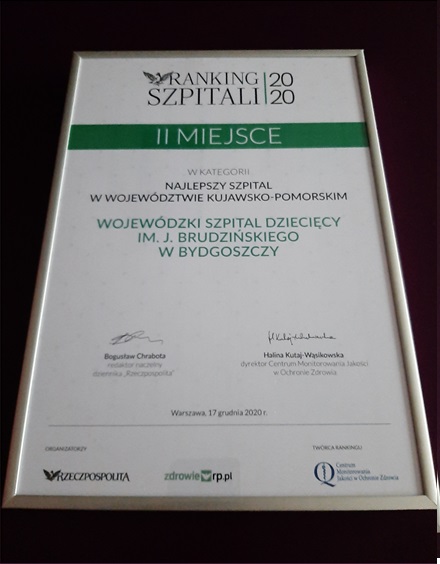 RANKING
SZPITALI
20
20
II MIEJSCE
W KATEGORII
NAJLEPSZY SZPITAL
W WOJEWÓDZTWIE KUJAWSKO-POMORSKIM
WOJEWÓDZKI SZPITAL DZIECIĘCY
IM. J. BRUDZIŃSKIEGO
W BYDGOSZCZY
Bogusław Chrabota
redaktor naczelny
dziennika „Rzeczpospolita"
Halina Kutaj-Wąsikowska
dyrektor Centrum Monitorowania Jakości
w Ochronie Zdrowia
Warszawa, 17 grudnia 2020 r.
ORGANIZATORZY
TWÓRCA RANKINGU
RZECZPOSPOLITA
zdrowie.rp.pl
Centrum
Monitorowania
Jakości w Ochronie Zdrowia